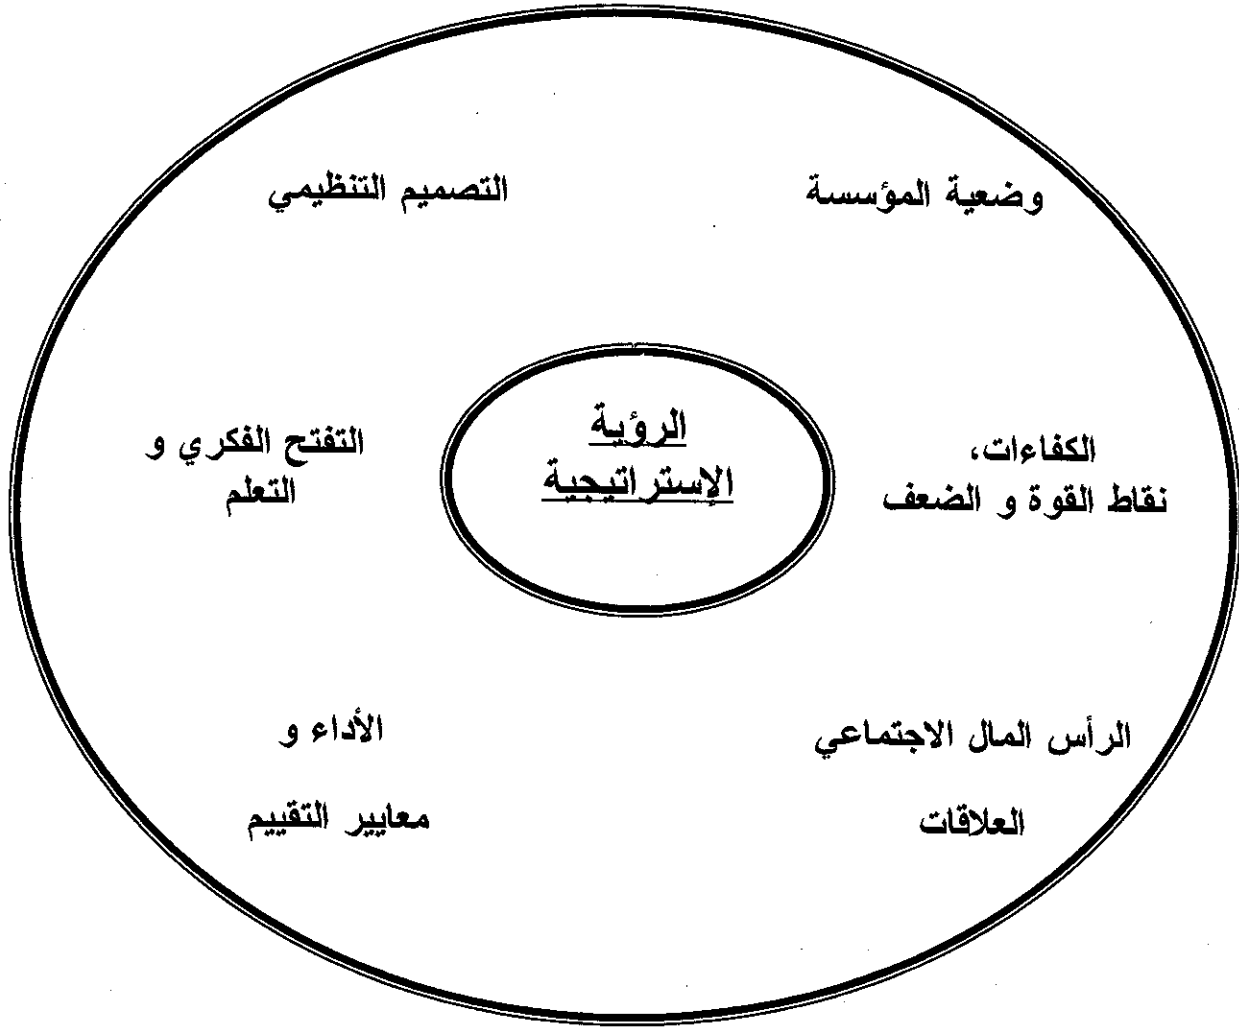 وضعية المؤسسة
التصميم التنظيمي
الكفاءات،
نقاط القوة و الضعف
الرؤية
الإستراتيجية
التفتح الفكري و
التعلم
الرأس المال الاجتماعي
العلاقات
الأداء و
معايير التقييم